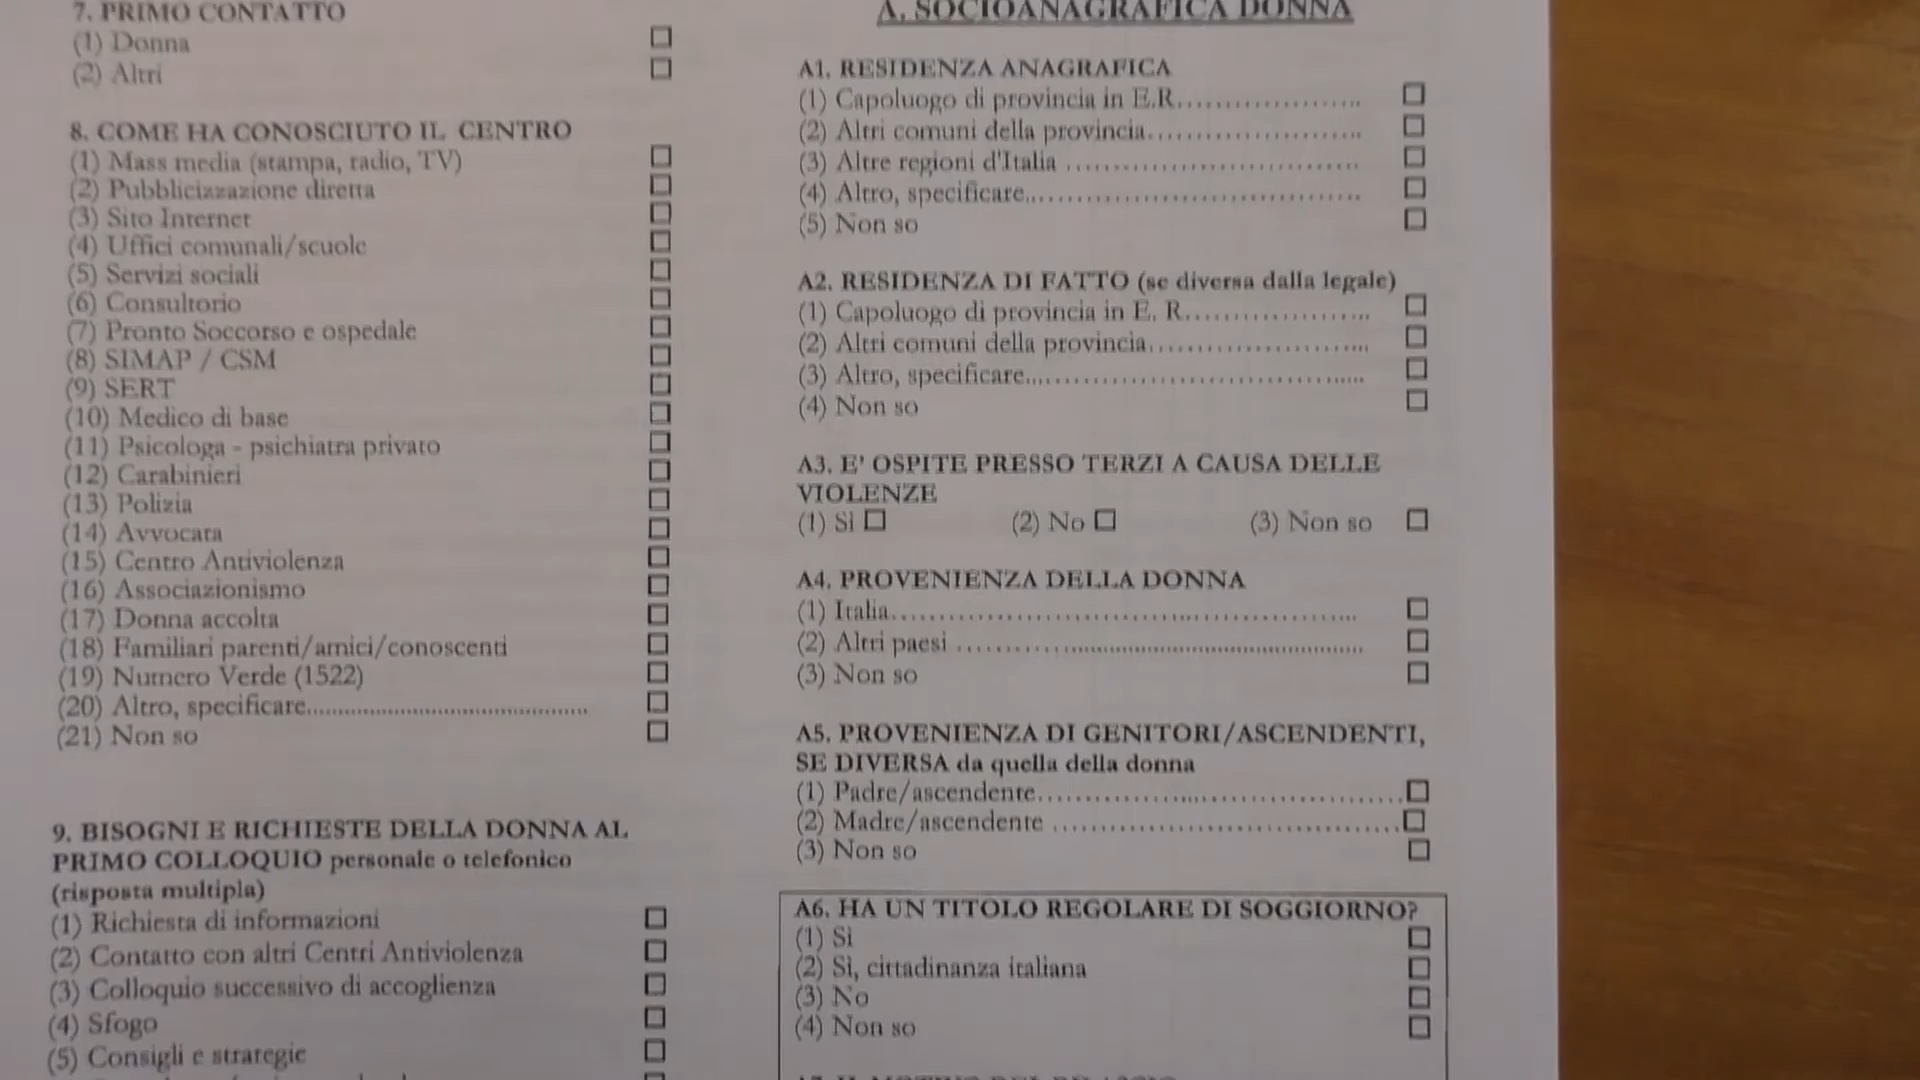 7. PRIMO CONTATTO
(1) Donna
(2) Altri
8. COME HA CONOSCIUTO IL CENTRO
(1) Mass media (stampa, radio, TV)
(2) Pubblicizzazione diretta
(3) Sito Internet
(4) Uffici comunali/scuole
(5) Servizi sociali
(6) Consultorio
(7) Pronto Soccorso e ospedale
(8) SIMAP / CSM
(9) SERT
(10) Medico di base
(11) Psicologa - psichiatra privato
(12) Carabinieri
(13) Polizia
(14) Avvocata
(15) Centro Antiviolenza
(16) Associazionismo
(17) Donna accolta
(18) Familiari parenti/amici/conoscenti
(19) Numero Verde (1522)
(20) Altro, specificare..............................................
(21) Non so
9. BISOGNI E RICHIESTE DELLA DONNA AL
PRIMO COLLOQUIO personale o telefonico
(risposta multipla)
(1) Richiesta di informazioni
(2) Contatto con altri Centri Antiviolenza
(3) Colloquio successivo di accoglienza
(4) Sfogo
(5) Consigli e strategie
A. SOCIOANAGRAFICA DONNA
A1. RESIDENZA ANAGRAFICA
(1) Capoluogo di provincia in E.R.....................
(2) Altri comuni della provincia........................
(3) Altre regioni d'Italia .................................
(4) Altro, specificare.....................................
(5) Non so
A2. RESIDENZA DI FATTO (se diversa dalla legale)
(1) Capoluogo di provincia in E. R.....................
(2) Altri comuni della provincia.........................
(3) Altro, specificare......................................
(4) Non so
A3. E' OSPITE PRESSO TERZI A CAUSA DELLE
VIOLENZE
(1) Sì (2) No (3) Non so
A4. PROVENIENZA DELLA DONNA
(1) Italia....................................................
(2) Altri paesi ..............................................
(3) Non so
A5. PROVENIENZA DI GENITORI/ASCENDENTI,
SE DIVERSA da quella della donna
(1) Padre/ascendente.......................................
(2) Madre/ascendente .....................................
(3) Non so
A6. HA UN TITOLO REGOLARE DI SOGGIORNO?
(1) Sì
(2) Sì, cittadinanza italiana
(3) No
(4) Non so